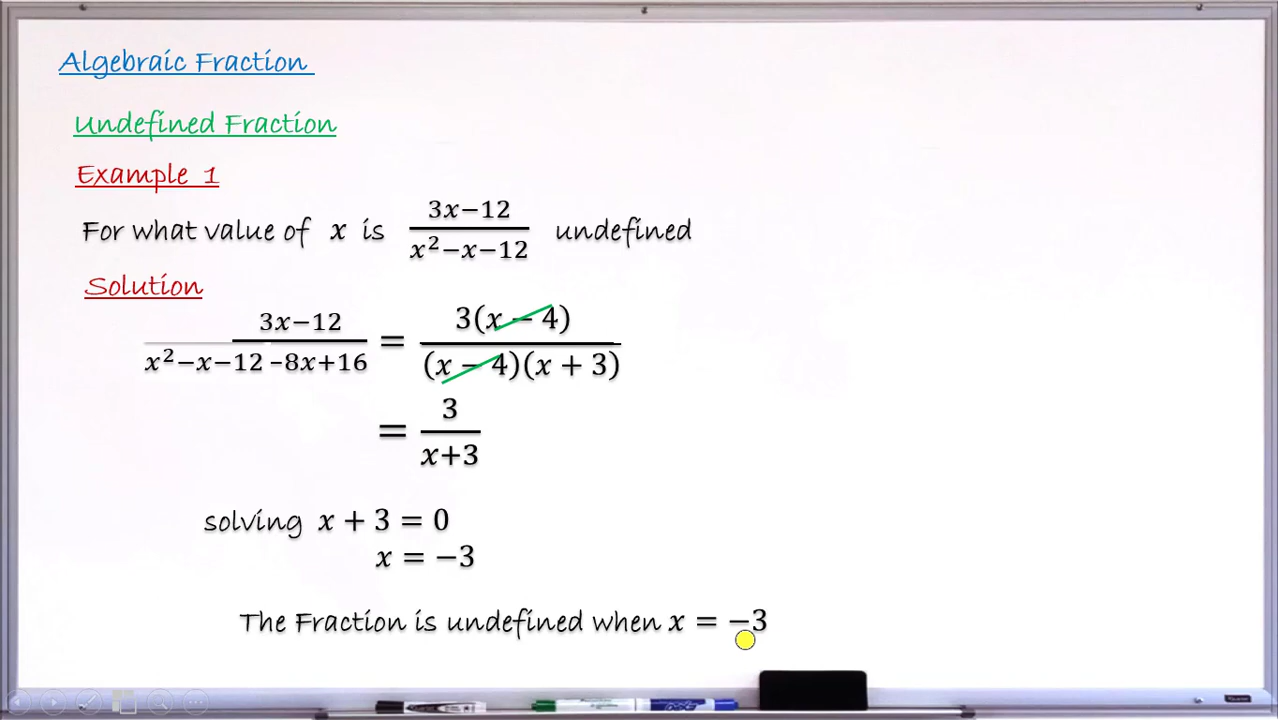 Algebraic Fraction
Undefined Fraction
Example 1
For what value of x is (3x−12)/(x²−x−12) undefined
Solution
(3x−12)/(x²−x−12 −8x+16) = 3(x − 4)/((x − 4)(x + 3))
= 3/(x+3)
solving x + 3 = 0
x = −3
The Fraction is undefined when x = −3